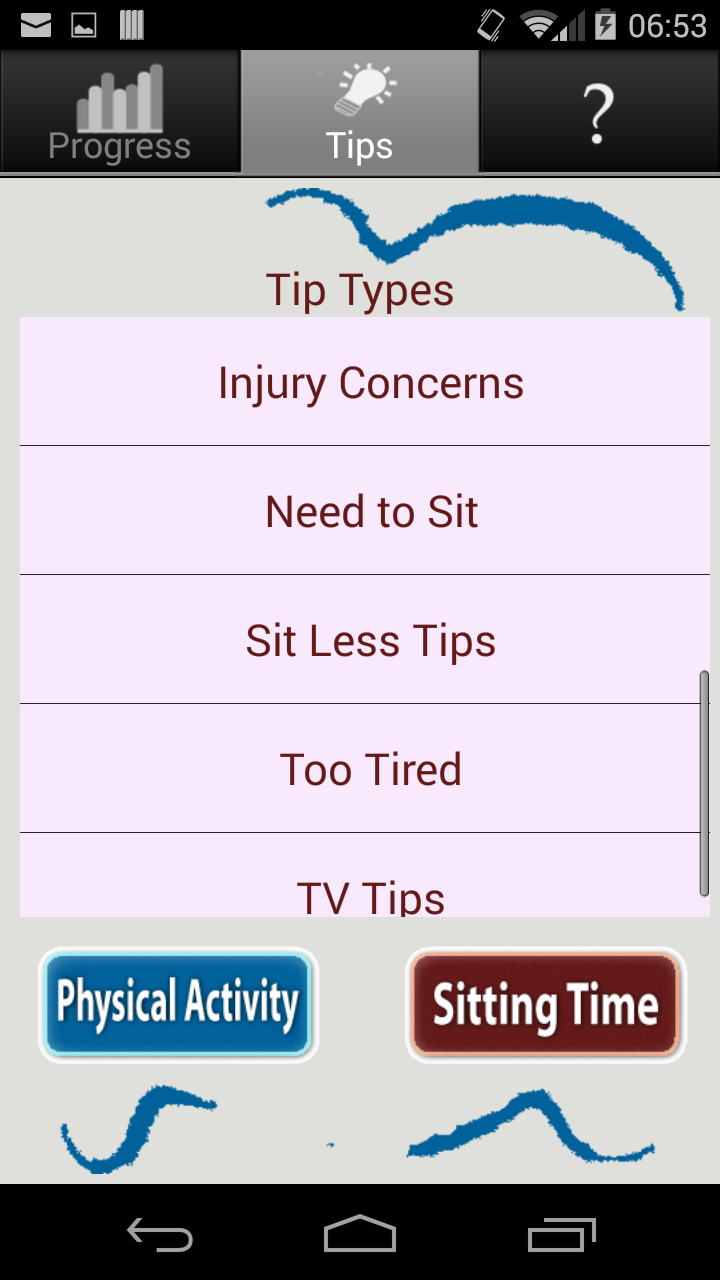 06:53
Progress
Tips
?
Tip Types
Injury Concerns
Need to Sit
Sit Less Tips
Too Tired
TV Tips
Physical Activity
Sitting Time